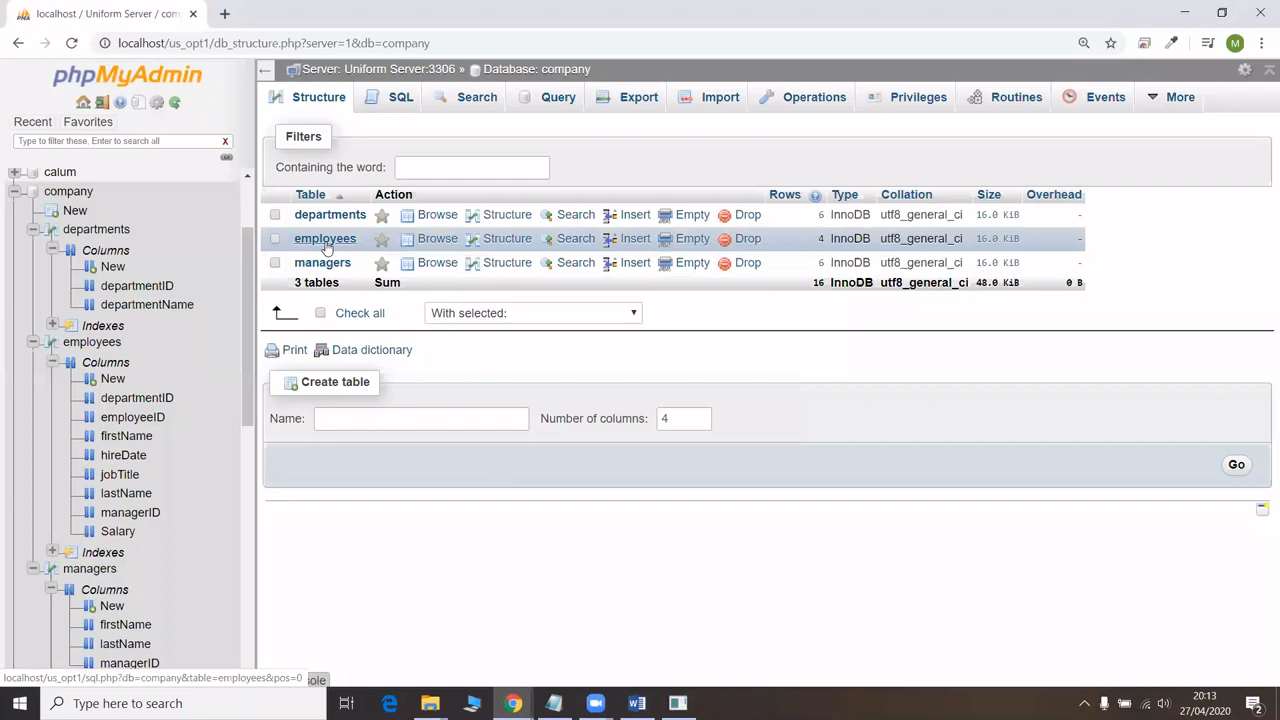 localhost / Uniform Server / com
localhost/us_opt1/db_structure.php?server=1&db=company
M
phpMyAdmin
Recent Favorites
Type to filter these, Enter to search all X
calum
company
New
departments
Columns
New
departmentID
departmentName
Indexes
employees
Columns
New
departmentID
employeeID
firstName
hireDate
jobTitle
lastName
managerID
Salary
Indexes
managers
Columns
New
firstName
lastName
managerID
localhost/us_opt1/sql.php?db=company&table=employees&pos=0
sole
Server: Uniform Server:3306 » Database: company
Structure SQL Search Query Export Import Operations Privileges Routines Events More
Filters
Containing the word:
Table Action Rows Type Collation Size Overhead
departments Browse Structure Search Insert Empty Drop 6 InnoDB utf8_general_ci 16.0 KiB -
employees Browse Structure Search Insert Empty Drop 4 InnoDB utf8_general_ci 16.0 KiB -
managers Browse Structure Search Insert Empty Drop 6 InnoDB utf8_general_ci 16.0 KiB -
3 tables Sum 16 InnoDB utf8_general_ci 48.0 KiB 0 B
Check all With selected:
Print Data dictionary
Create table
Name: Number of columns: 4
Go
Type here to search
20:13
27/04/2020
2